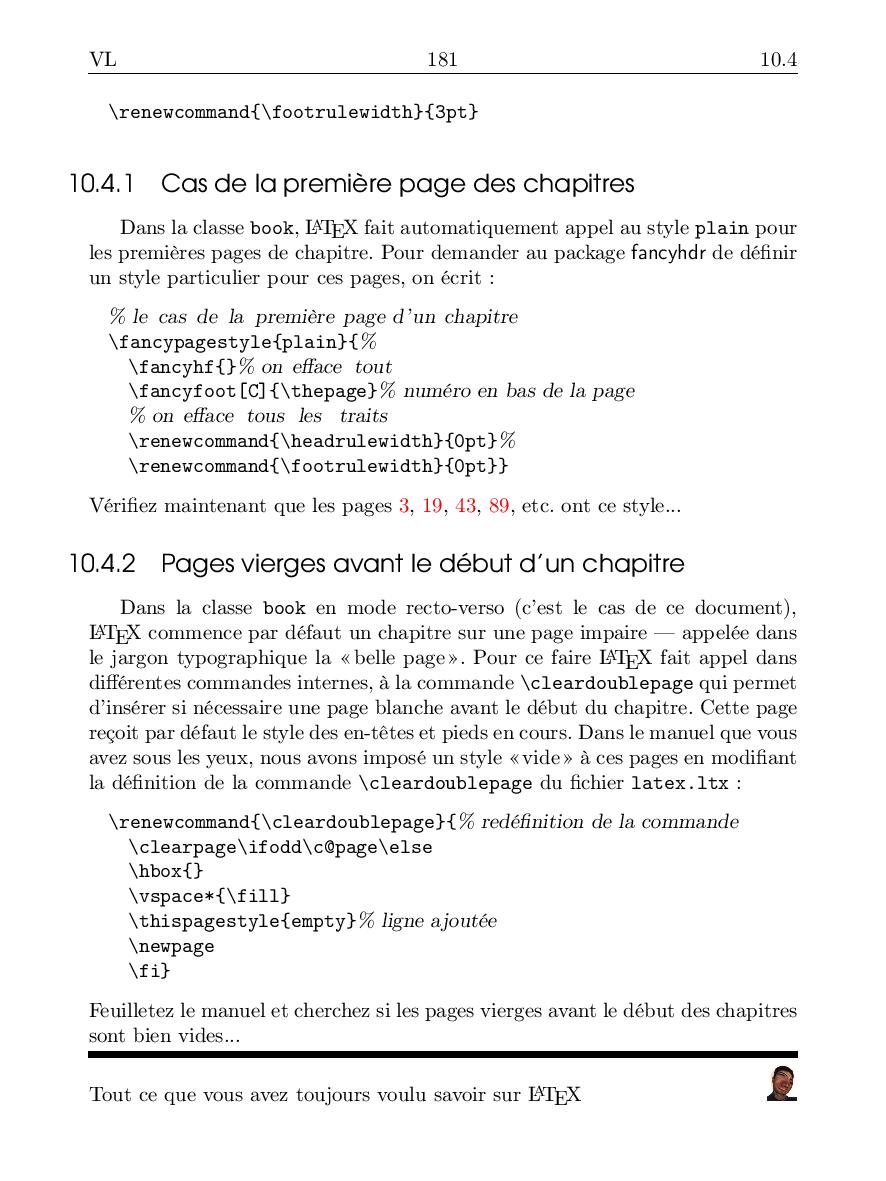 VL 181 10.4
\renewcommand{\footrulewidth}{3pt}
10.4.1 Cas de la première page des chapitres
Dans la classe book, LATEX fait automatiquement appel au style plain pour
les premières pages de chapitre. Pour demander au package fancyhdr de définir
un style particulier pour ces pages, on écrit :
% le cas de la première page d'un chapitre
\fancypagestyle{plain}{%
\fancyhf{}% on efface tout
\fancyfoot[C]{\thepage}% numéro en bas de la page
% on efface tous les traits
\renewcommand{\headrulewidth}{0pt}%
\renewcommand{\footrulewidth}{0pt}}
Vérifiez maintenant que les pages 3, 19, 43, 89, etc. ont ce style...
10.4.2 Pages vierges avant le début d'un chapitre
Dans la classe book en mode recto-verso (c'est le cas de ce document),
LATEX commence par défaut un chapitre sur une page impaire — appelée dans
le jargon typographique la « belle page ». Pour ce faire LATEX fait appel dans
différentes commandes internes, à la commande \cleardoublepage qui permet
d'insérer si nécessaire une page blanche avant le début du chapitre. Cette page
reçoit par défaut le style des en-têtes et pieds en cours. Dans le manuel que vous
avez sous les yeux, nous avons imposé un style « vide » à ces pages en modifiant
la définition de la commande \cleardoublepage du fichier latex.ltx :
\renewcommand{\cleardoublepage}{% redéfinition de la commande
\clearpage\ifodd\c@page\else
\hbox{}
\vspace*{\fill}
\thispagestyle{empty}% ligne ajoutée
\newpage
\fi}
Feuilletez le manuel et cherchez si les pages vierges avant le début des chapitres
sont bien vides...
Tout ce que vous avez toujours voulu savoir sur LATEX